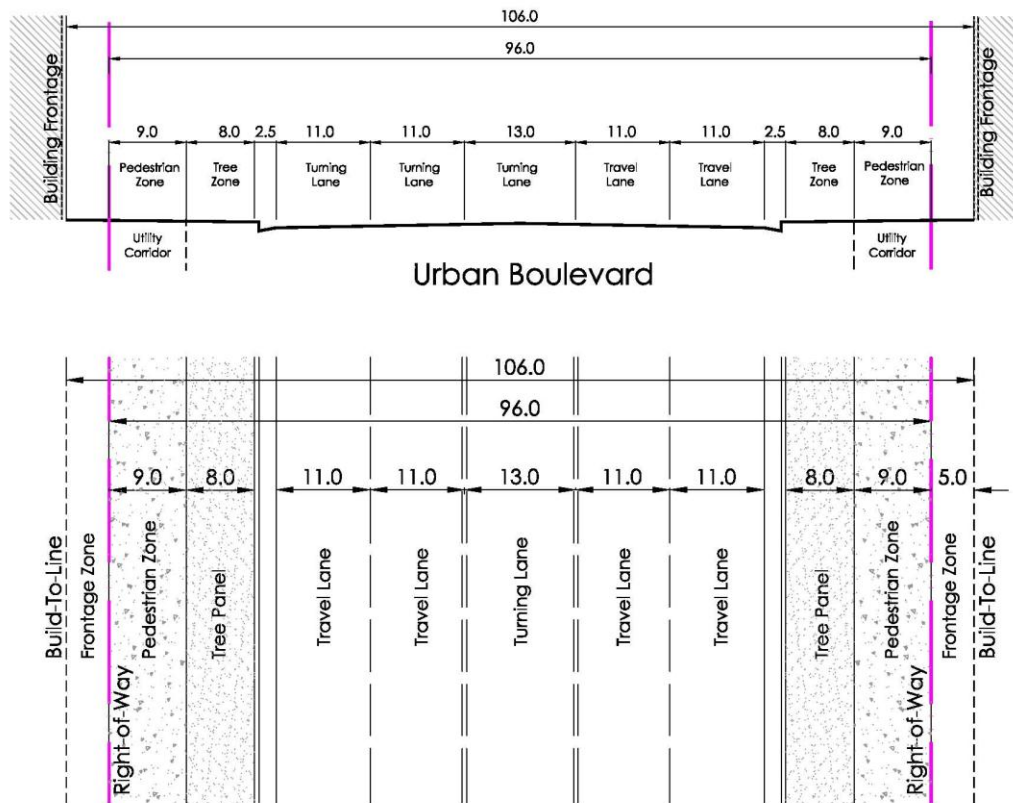 106.0
96.0
9.0 8.0 2.5 11.0 11.0 13.0 11.0 11.0 2.5 8.0 9.0
Building Frontage
Pedestrian Zone
Tree Zone
Turning Lane
Turning Lane
Turning Lane
Travel Lane
Travel Lane
Tree Zone
Pedestrian Zone
Building Frontage
Utility Corridor
Utility Corridor
Urban Boulevard
106.0
96.0
9.0 8.0 11.0 11.0 13.0 11.0 11.0 8.0 9.0 5.0
Build-To-Line
Frontage Zone
Right-of-Way
Pedestrian Zone
Tree Panel
Travel Lane
Travel Lane
Turning Lane
Travel Lane
Travel Lane
Tree Panel
Pedestrian Zone
Right-of-Way
Frontage Zone
Build-To-Line